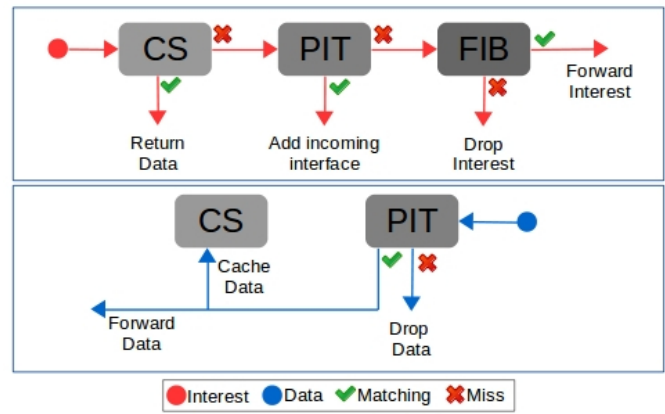 CS
PIT
FIB
Forward
Interest
Return
Data
Add incoming
interface
Drop
Interest
CS
PIT
Cache
Data
Forward
Data
Drop
Data
Interest Data Matching Miss